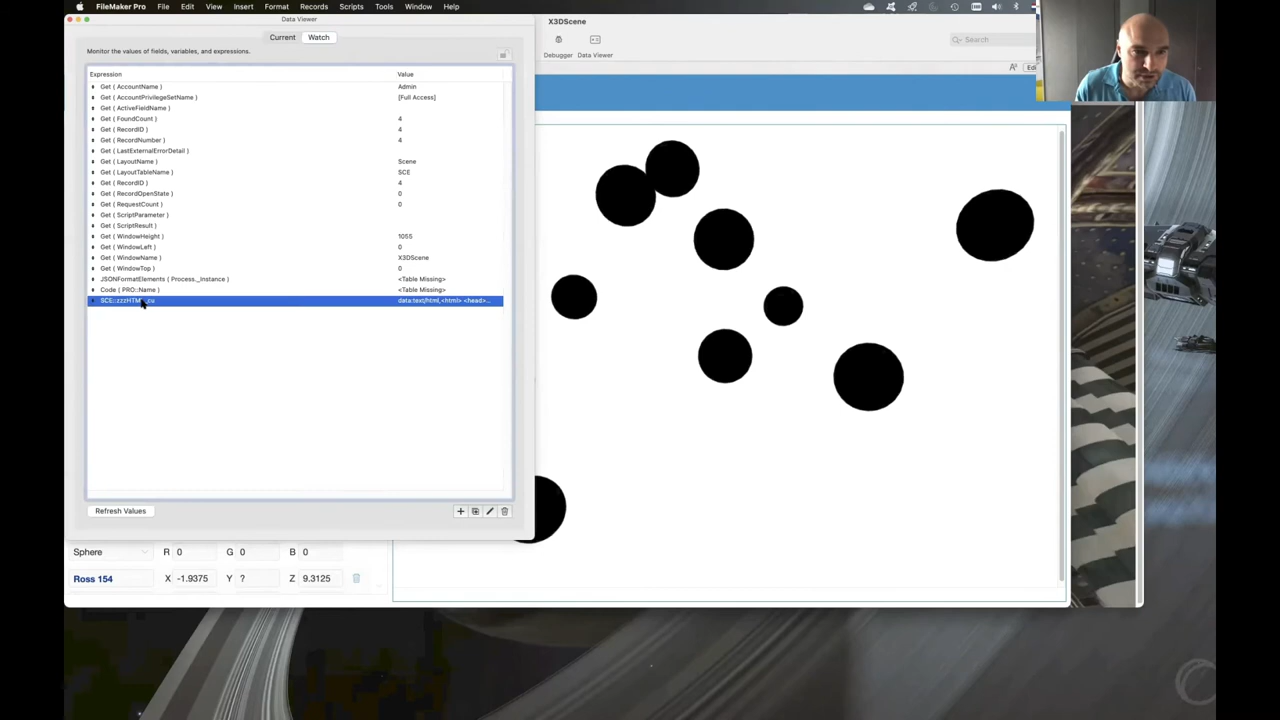 FileMaker Pro File Edit View Insert Format Records Scripts Tools Window Help
Data Viewer
X3DScene
Current Watch
Search
Monitor the values of fields, variables, and expressions.
Debugger Data Viewer
Expression Value
Get ( AccountName ) Admin
Get ( AccountPrivilegeSetName ) [Full Access]
Get ( ActiveFieldName )
Get ( FoundCount ) 4
Get ( RecordID ) 4
Get ( RecordNumber ) 4
Get ( LastExternalErrorDetail )
Get ( LayoutName ) Scene
Get ( LayoutTableName ) SCE
Get ( RecordID ) 4
Get ( RecordOpenState ) 0
Get ( RequestCount ) 0
Get ( ScriptParameter )
Get ( ScriptResult )
Get ( WindowHeight ) 1055
Get ( WindowLeft ) 0
Get ( WindowName ) X3DScene
Get ( WindowTop ) 0
JSONFormatElements ( Process._Instance ) <Table Missing>
Code ( PRO::Name ) <Table Missing>
data:text/html,<html> <head>...
Refresh Values
Sphere R 0 G 0 B 0
Ross 154 X -1.9375 Y ? Z 9.3125